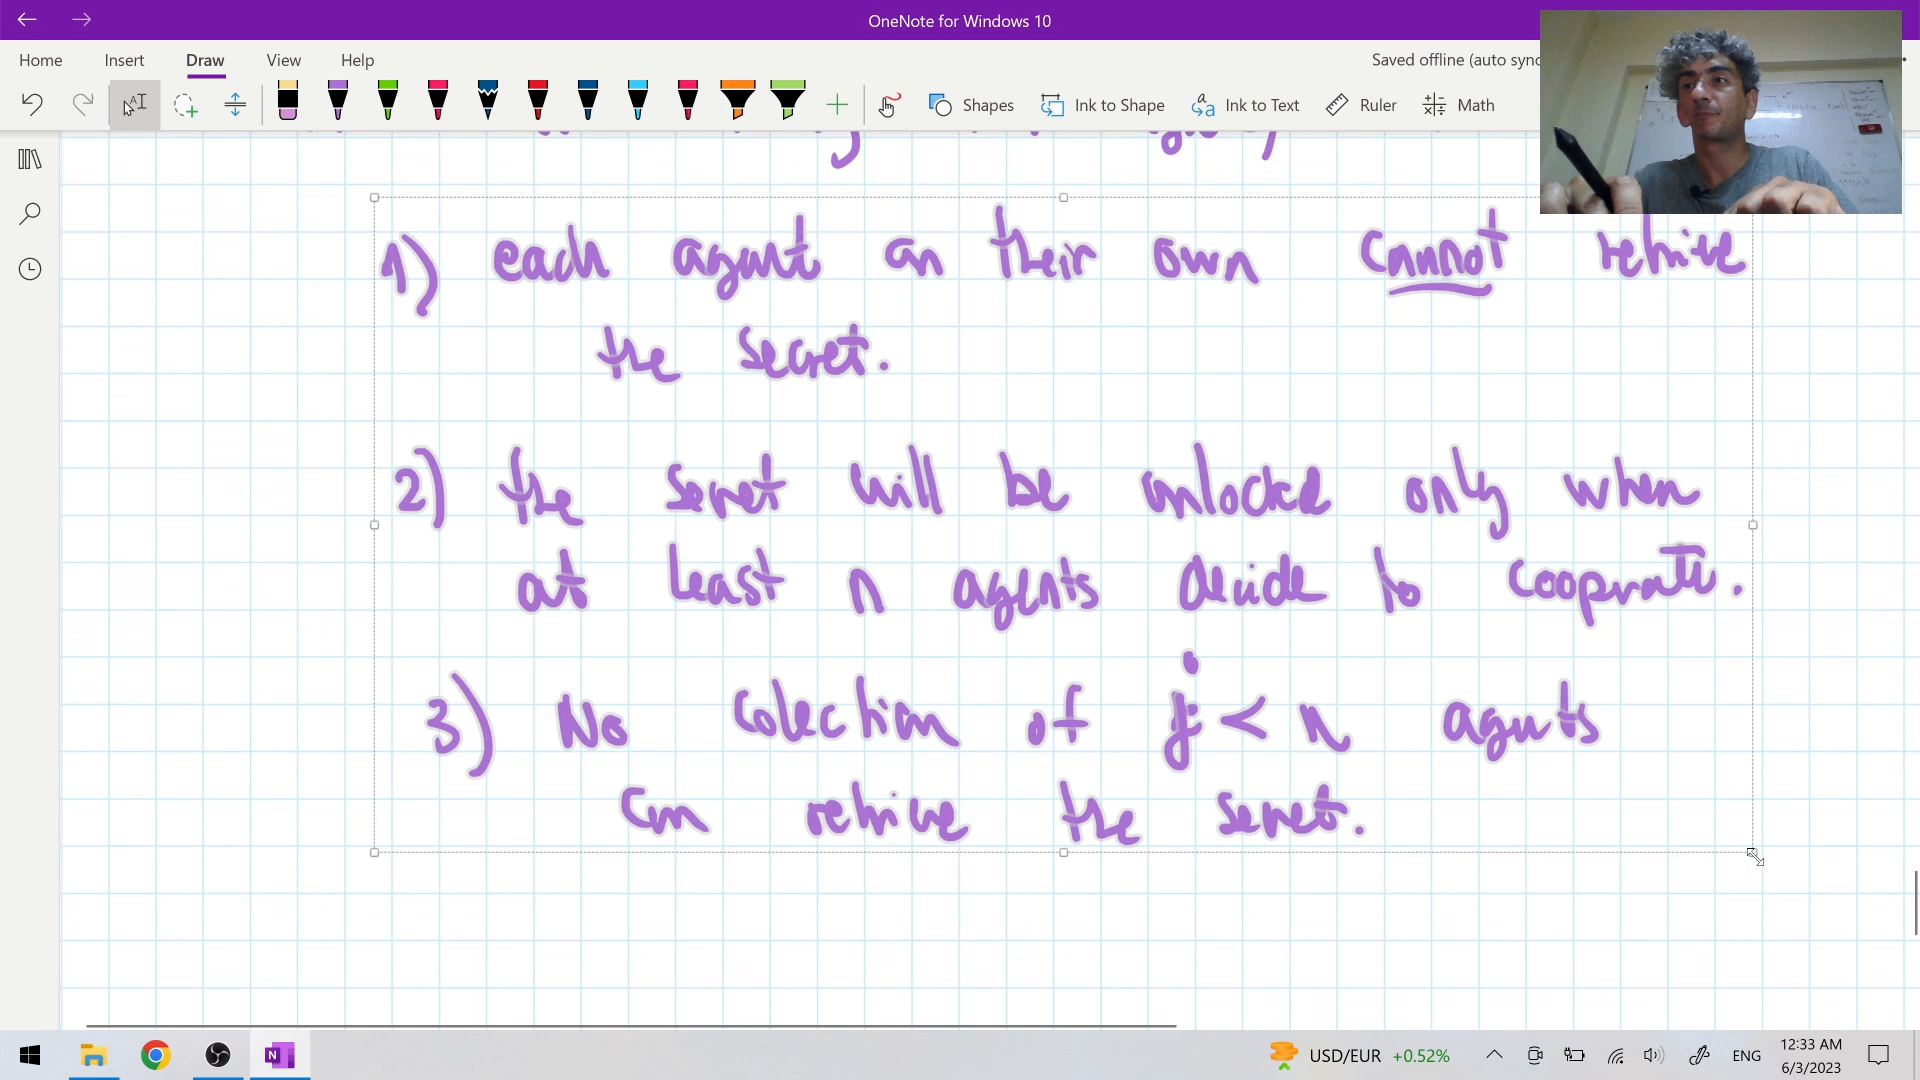 OneNote for Windows 10
Home Insert Draw View Help
Saved offline (auto sync
Shapes Ink to Shape Ink to Text Ruler Math
1) each agent on their own cannot retrive
the secret.
2) the secret will be unlocked only when
at least n agents decide to cooperate.
3) No colection of j < n agents
can retrive the secret.
USD/EUR +0.52%
ENG
12:33 AM
6/3/2023